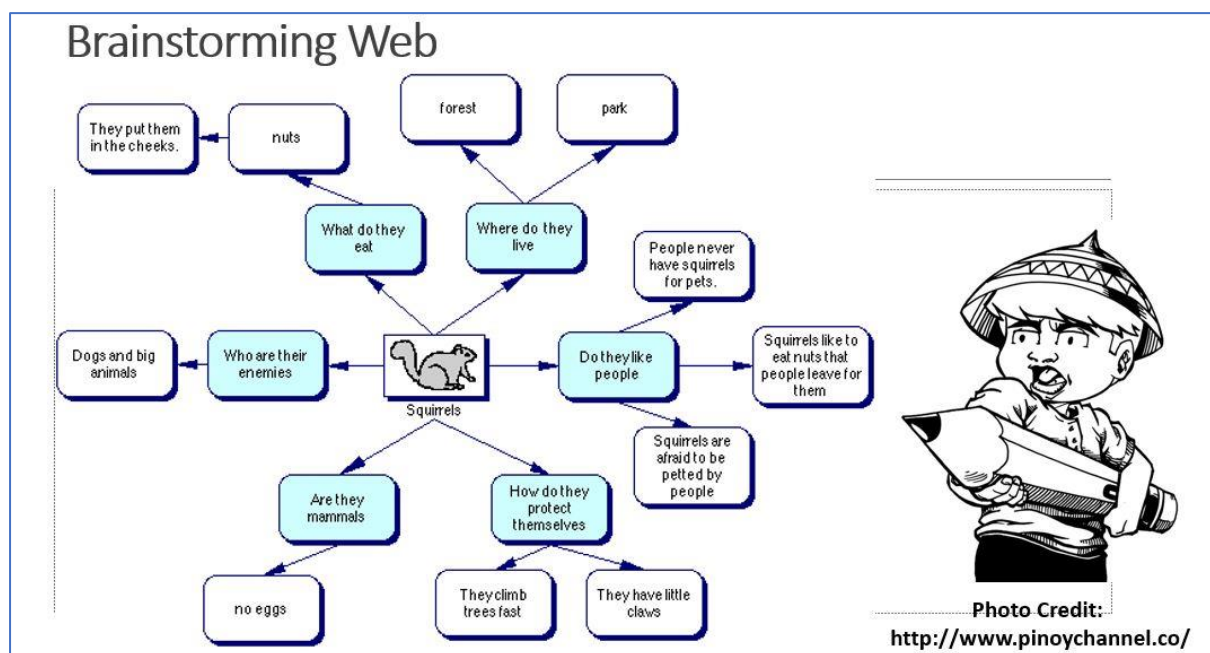 Brainstorming Web
They put them
in the cheeks.
nuts
forest
park
What do they
eat
Where do they
live
People never
have squirrels
for pets.
Dogs and big
animals
Who are their
enemies
Squirrels
Do they like
people
Squirrels like to
eat nuts that
people leave for
them
Squirrels are
afraid to be
petted by
people
Are they
mammals
How do they
protect
themselves
no eggs
They climb
trees fast
They have little
claws
Photo Credit:
http://www.pinoychannel.co/